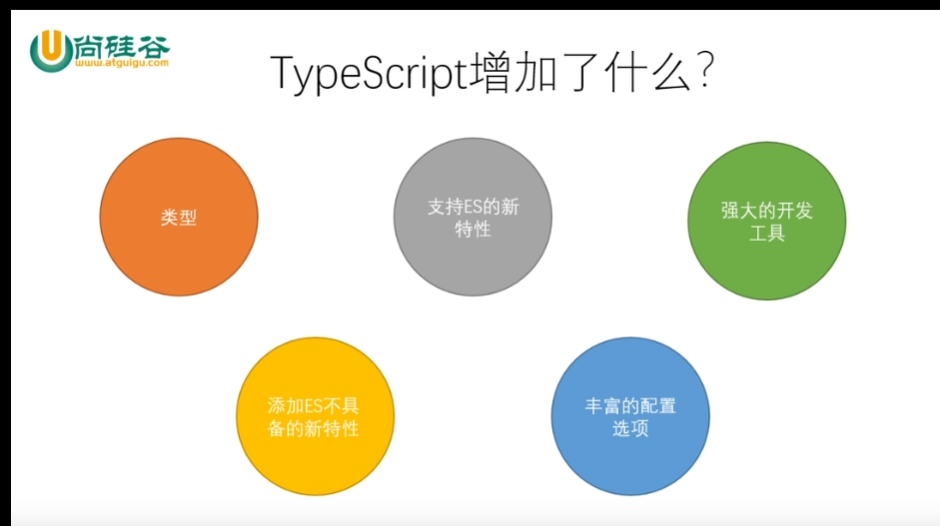 尚硅谷
www.atguigu.com
TypeScript增加了什么？
类型
支持ES的新
特性
强大的开发
工具
添加ES不具
备的新特性
丰富的配置
选项